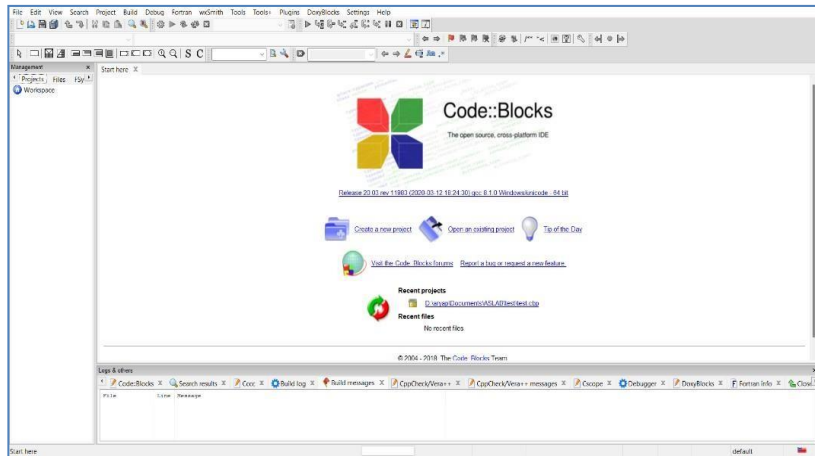 File Edit View Search Project Build Debug Fortran wxSmith Tools Tools+ Plugins DoxyBlocks Settings Help
S C
Management
Projects Files FSy
Workspace
Start here
Code::Blocks
The open source, cross-platform IDE
Release 20.03 rev 11983 (2020-03-12 18:24:30) gcc 8.1.0 Windows/unicode - 64 bit
Create a new project Open an existing project Tip of the Day
Visit the Code::Blocks forums Report a bug or request a new feature
Recent projects
Recent files
No recent files
© 2004 - 2018 The Code::Blocks Team
Logs & others
Code::Blocks Search results Cccc Build log Build messages CppCheck/Vera++ CppCheck/Vera++ messages Cscope Debugger DoxyBlocks Fortran info Close
File Line Message
Start here default